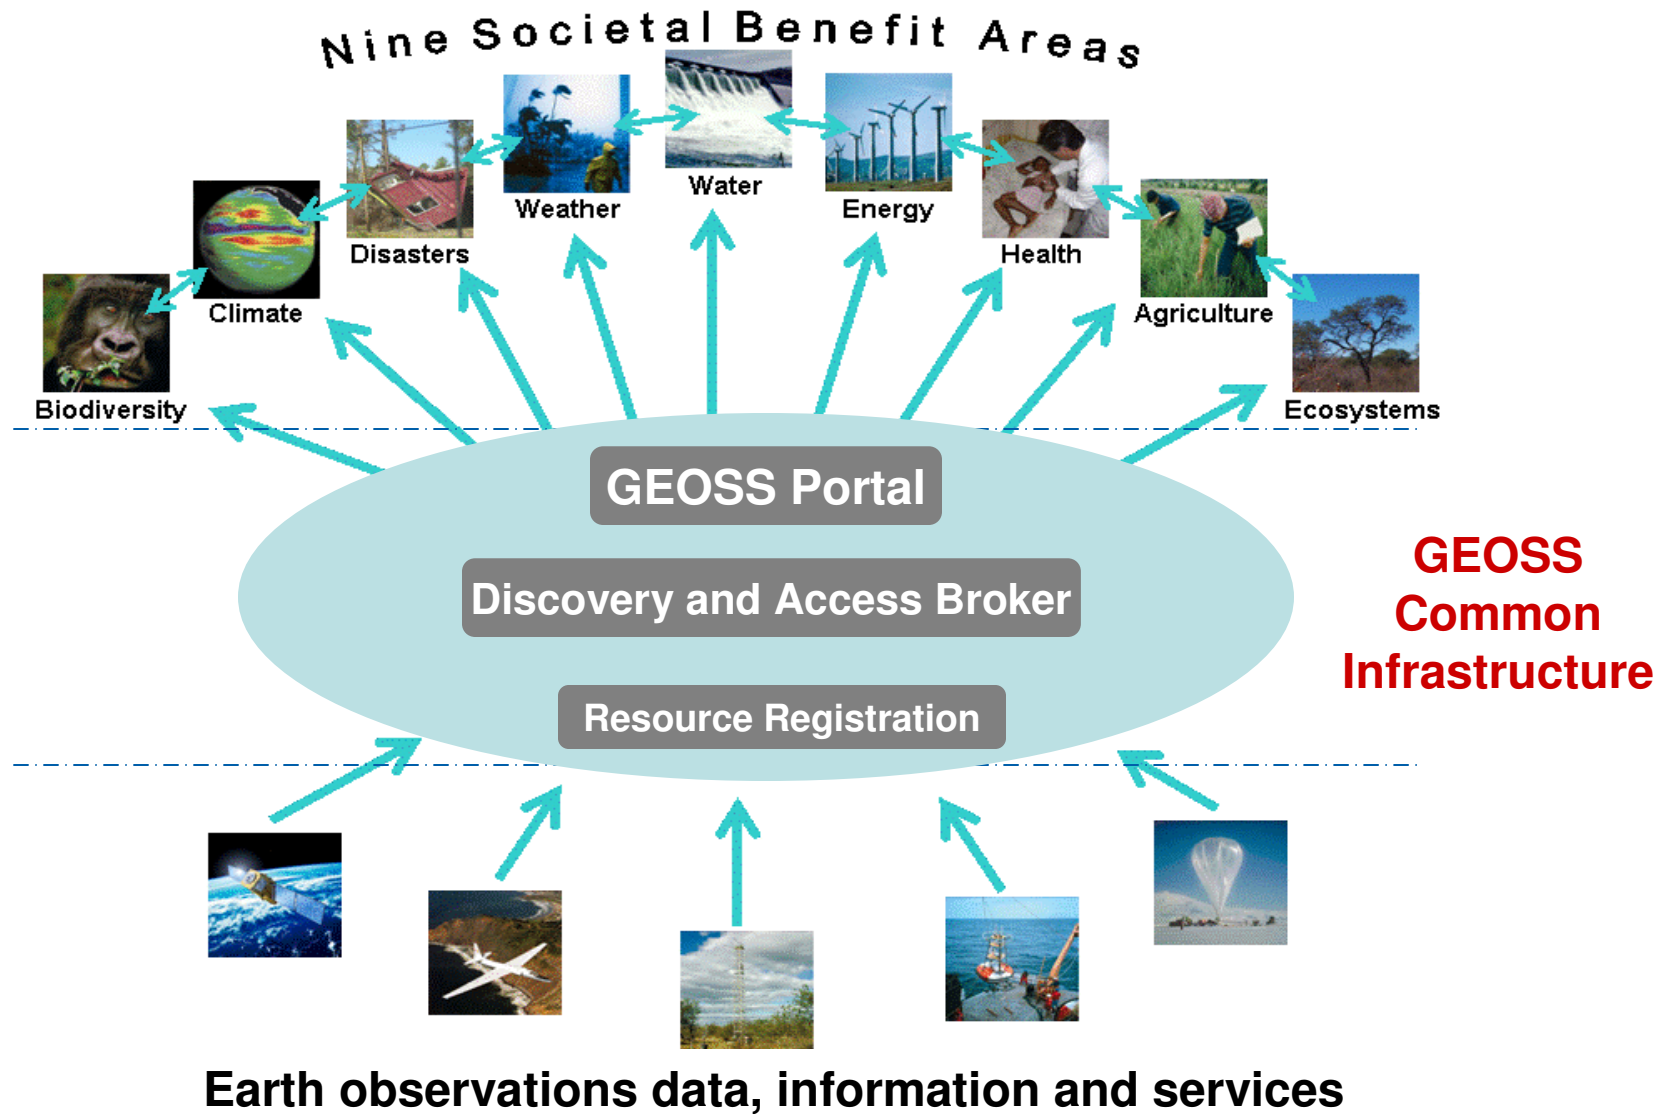 Nine Societal Benefit Areas
Water
Weather
Energy
Disasters
Health
Climate
Agriculture
Biodiversity
Ecosystems
GEOSS Portal
Discovery and Access Broker
Resource Registration
GEOSS
Common
Infrastructure
Earth observations data, information and services